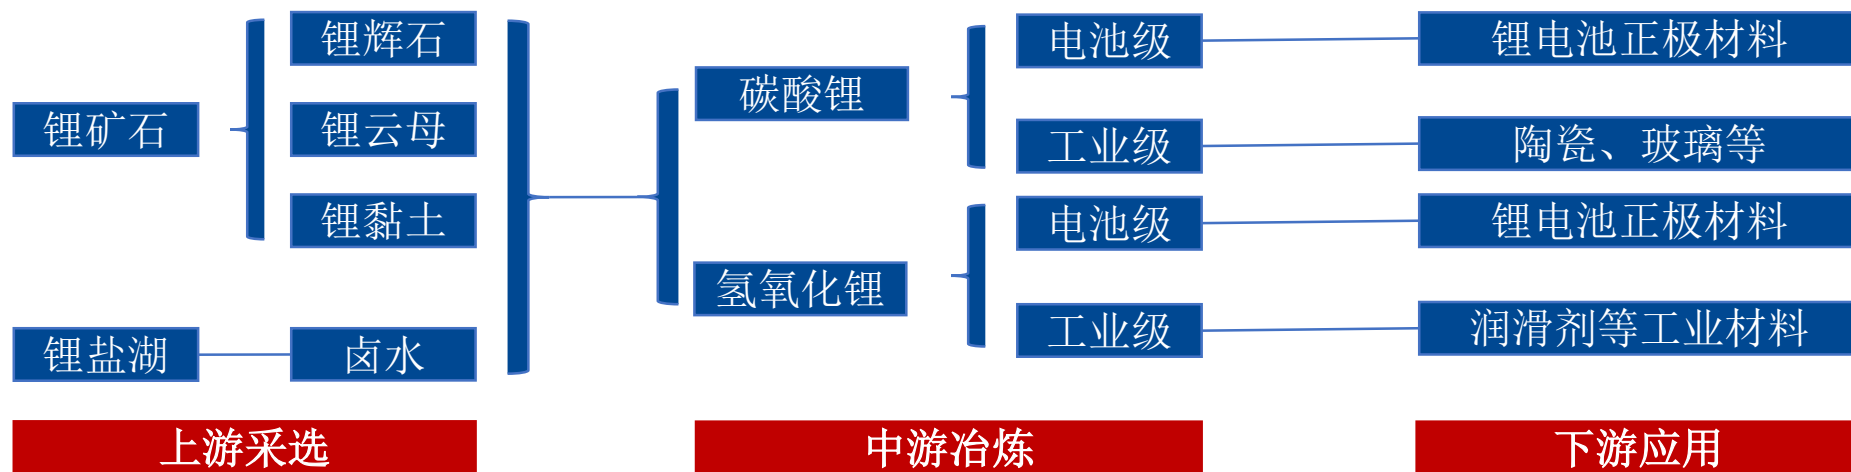 锂矿石
锂辉石
锂云母
锂黏土
锂盐湖
卤水
碳酸锂
氢氧化锂
电池级
锂电池正极材料
工业级
陶瓷、玻璃等
电池级
锂电池正极材料
工业级
润滑剂等工业材料
上游采选
中游冶炼
下游应用